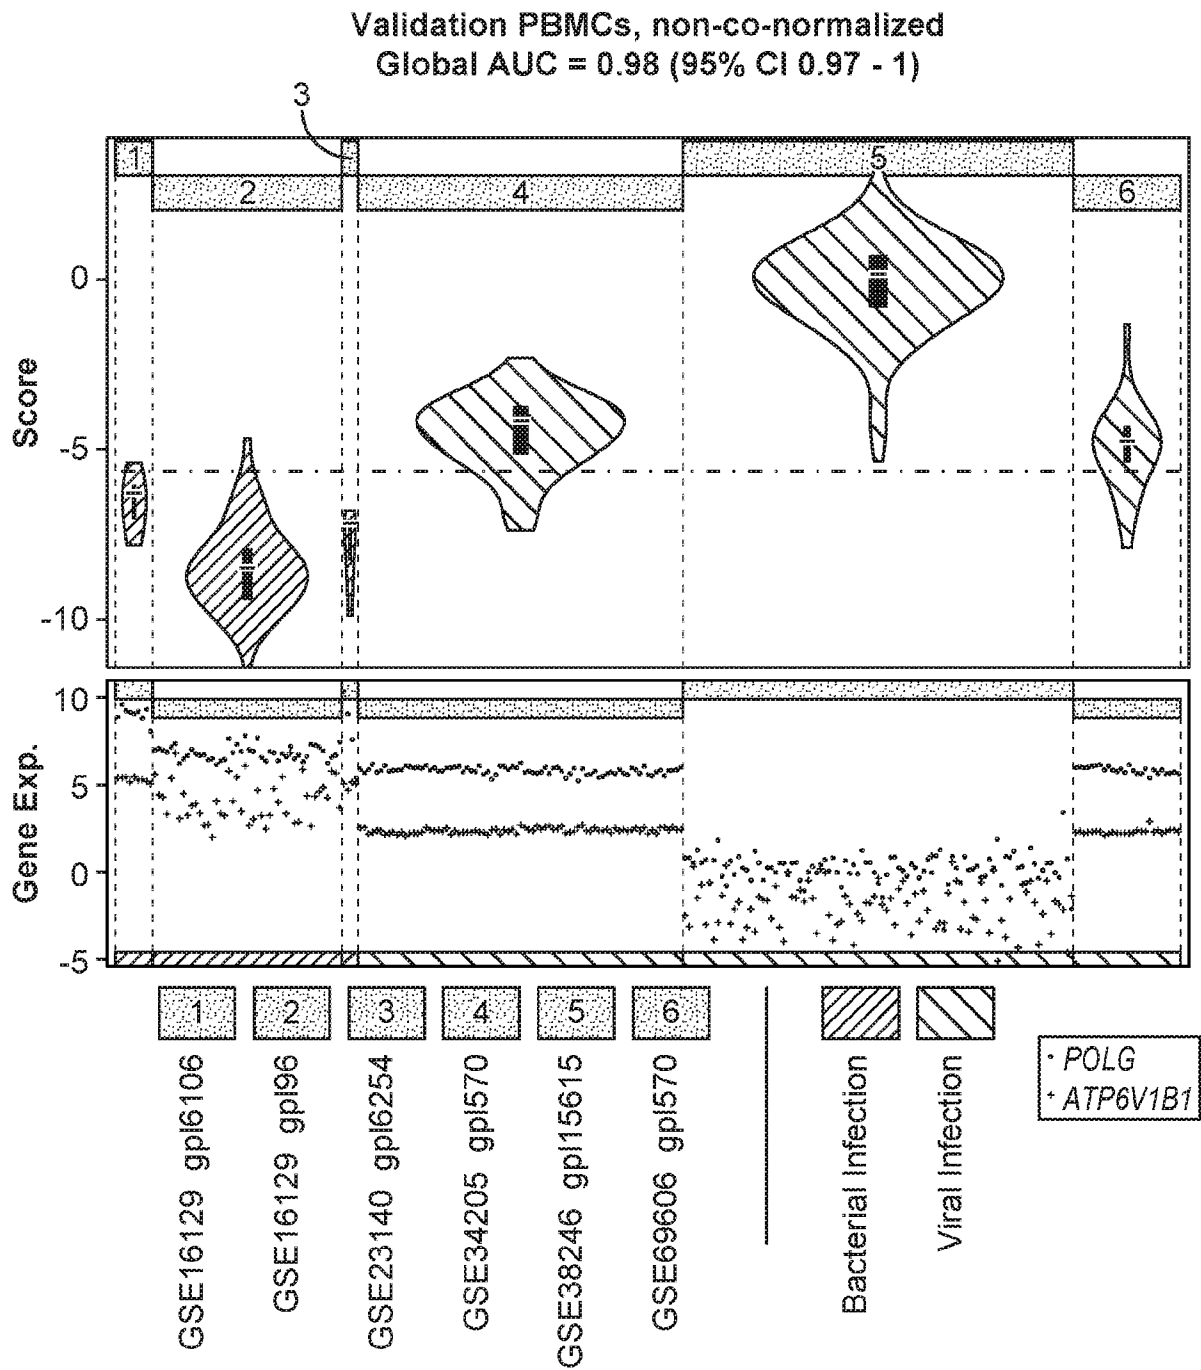 Validation PBMCs, non-co-normalized
Global AUC = 0.98 (95% CI 0.97 - 1)
3
1
5
2
4
6
0
-5
-10
Score
10
5
0
-5
Gene Exp.
1
2
3
4
5
6
GSE16129 gpl6106
GSE16129 gpl96
GSE23140 gpl6254
GSE34205 gpl570
GSE38246 gpl15615
GSE69606 gpl570
Bacterial Infection
Viral Infection
POLG
ATP6V1B1